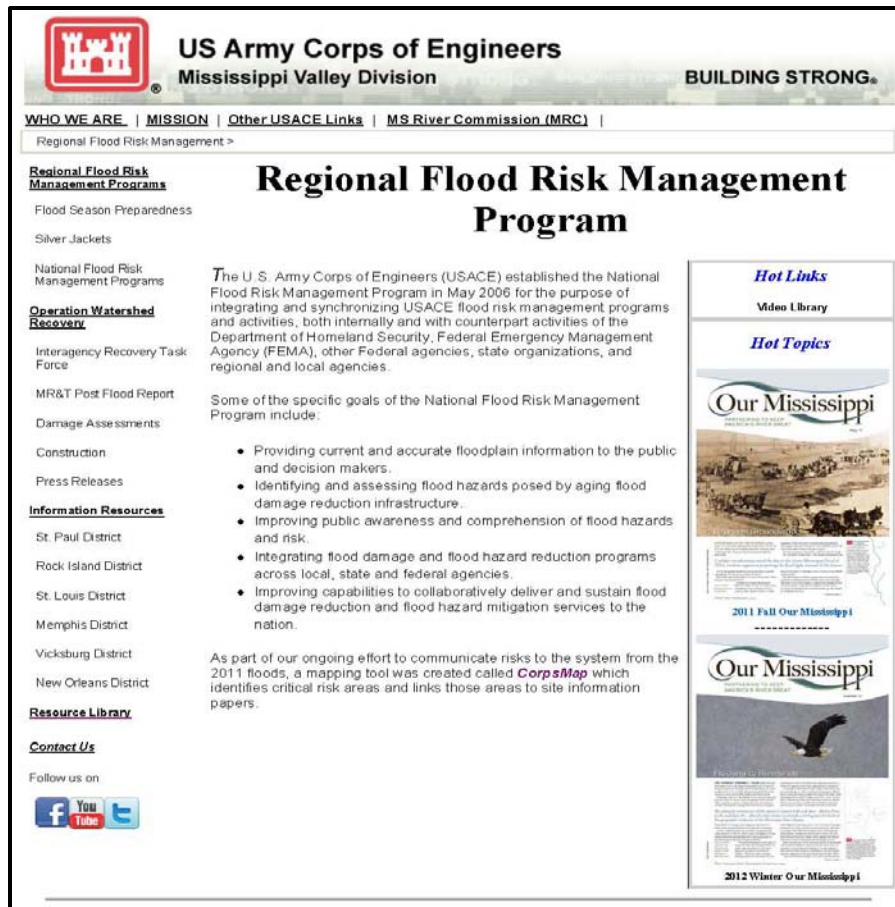 US Army Corps of Engineers
Mississippi Valley Division
BUILDING STRONG®
WHO WE ARE | MISSION | Other USACE Links | MS River Commission (MRC) |
Regional Flood Risk Management >
Regional Flood Risk
Management Programs
Flood Season Preparedness
Silver Jackets
National Flood Risk
Management Programs
Operation Watershed
Recovery
Interagency Recovery Task
Force
MR&T Post Flood Report
Damage Assessments
Construction
Press Releases
Information Resources
St. Paul District
Rock Island District
St. Louis District
Memphis District
Vicksburg District
New Orleans District
Resource Library
Contact Us
Follow us on
You
Tube
Regional Flood Risk Management
Program
The U.S. Army Corps of Engineers (USACE) established the National
Flood Risk Management Program in May 2006 for the purpose of
integrating and synchronizing USACE flood risk management programs
and activities, both internally and with counterpart activities of the
Department of Homeland Security, Federal Emergency Management
Agency (FEMA), other Federal agencies, state organizations, and
regional and local agencies.
Some of the specific goals of the National Flood Risk Management
Program include:
• Providing current and accurate floodplain information to the public
and decision makers.
• Identifying and assessing flood hazards posed by aging flood
damage reduction infrastructure.
• Improving public awareness and comprehension of flood hazards
and risk.
• Integrating flood damage and flood hazard reduction programs
across local, state and federal agencies.
• Improving capabilities to collaboratively deliver and sustain flood
damage reduction and flood hazard mitigation services to the
nation.
As part of our ongoing effort to communicate risks to the system from the
2011 floods, a mapping tool was created called CorpsMap which
identifies critical risk areas and links those areas to site information
papers.
Hot Links
Video Library
Hot Topics
Our Mississippi
PARTNERING TO KEEP
AMERICA'S RIVER GREAT
2011 Fall Our Mississippi
-------------
Our Mississippi
2012 Winter Our Mississippi